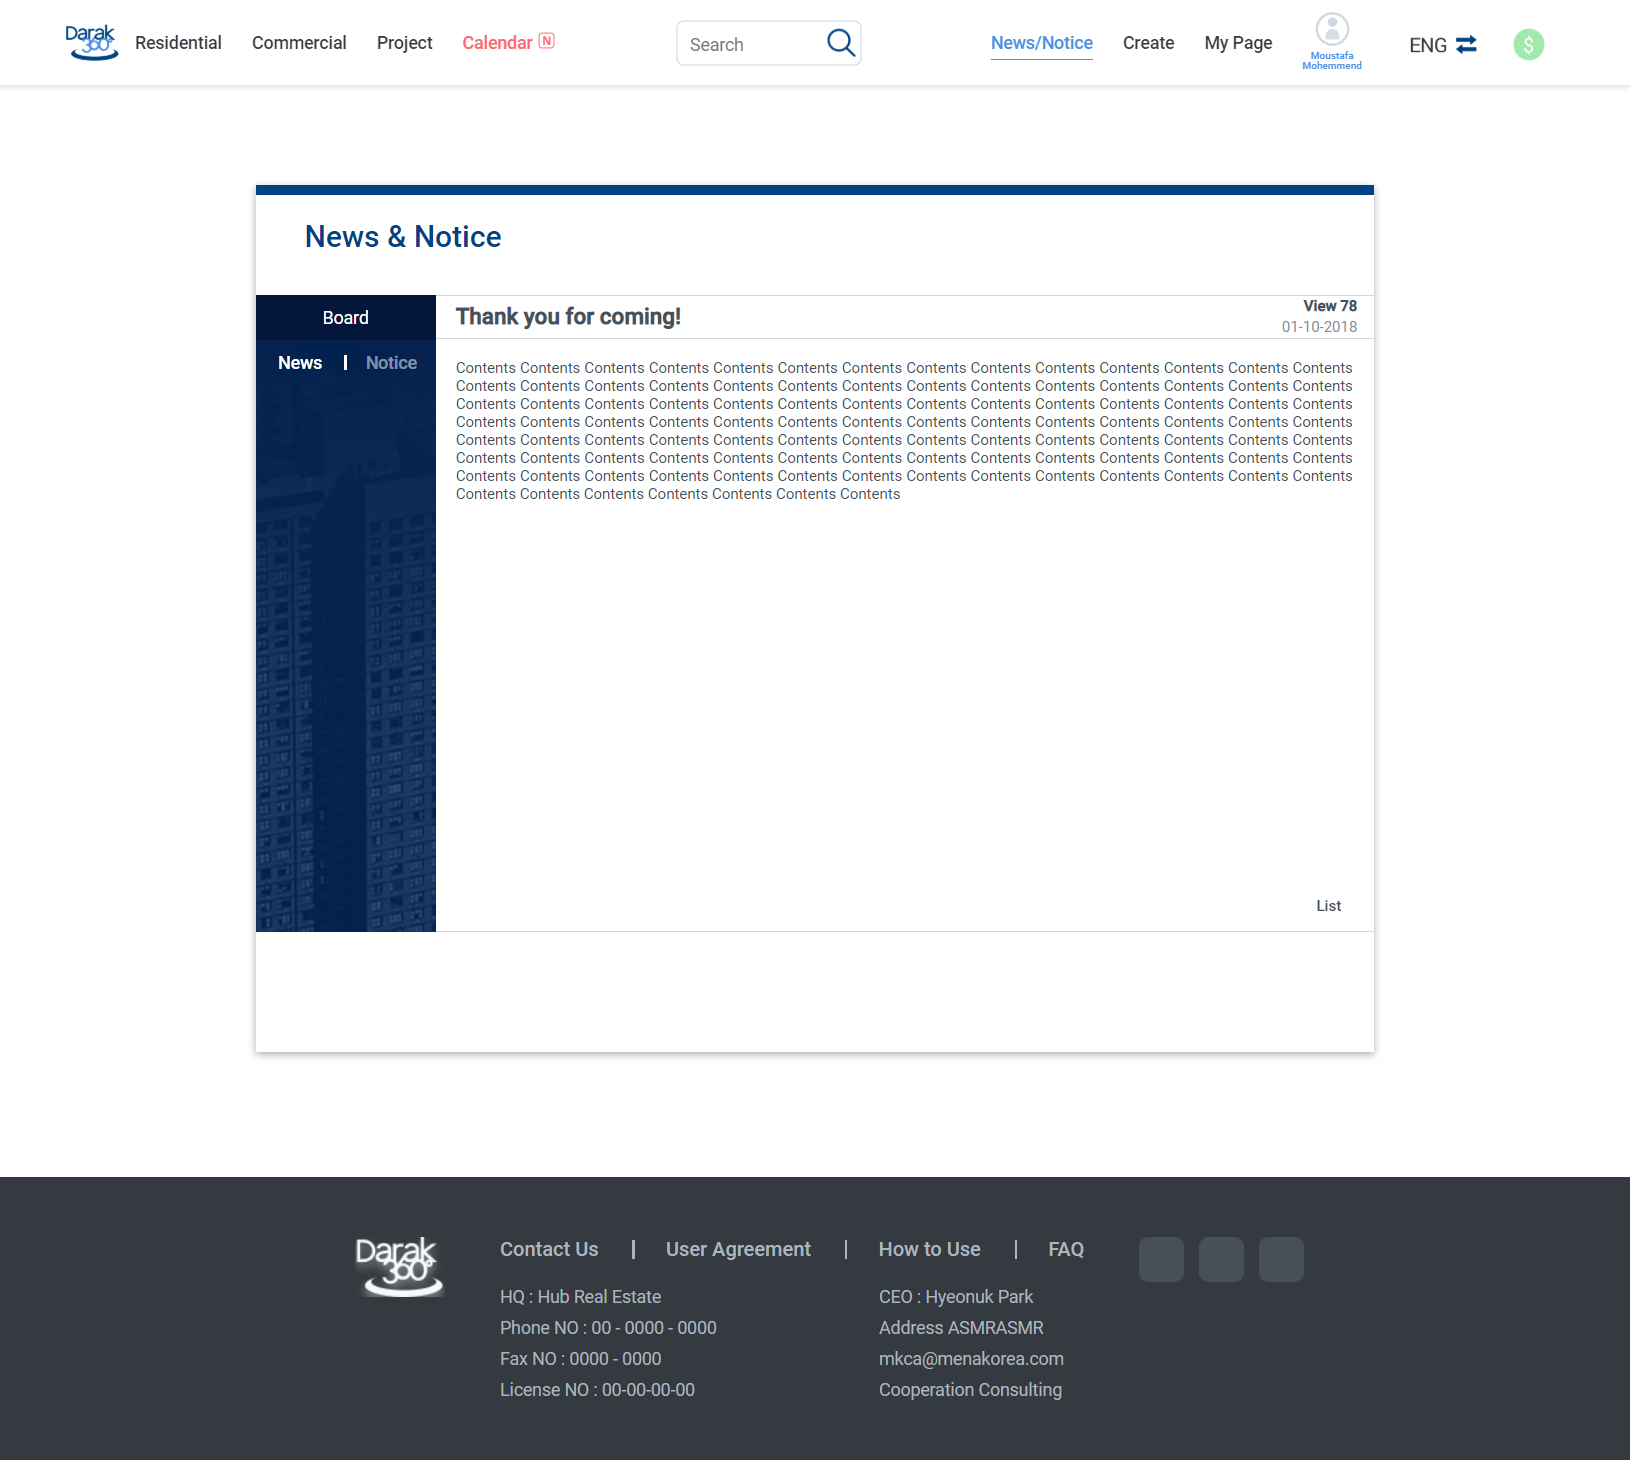 Darak 360°
Residential
Commercial
Project
Calendar N
Search
News/Notice
Create
My Page
Moustafa
Mohemmend
ENG
$
News & Notice
Board
News
Notice
Thank you for coming!
View 78
01-10-2018
Contents Contents Contents Contents Contents Contents Contents Contents Contents Contents Contents Contents Contents Contents
Contents Contents Contents Contents Contents Contents Contents Contents Contents Contents Contents Contents Contents Contents
Contents Contents Contents Contents Contents Contents Contents Contents Contents Contents Contents Contents Contents Contents
Contents Contents Contents Contents Contents Contents Contents Contents Contents Contents Contents Contents Contents Contents
Contents Contents Contents Contents Contents Contents Contents Contents Contents Contents Contents Contents Contents Contents
Contents Contents Contents Contents Contents Contents Contents Contents Contents Contents Contents Contents Contents Contents
Contents Contents Contents Contents Contents Contents Contents Contents Contents Contents Contents Contents Contents Contents
Contents Contents Contents Contents Contents Contents Contents
List
Darak
360°
Contact Us
User Agreement
How to Use
FAQ
HQ : Hub Real Estate
Phone NO : 00 - 0000 - 0000
Fax NO : 0000 - 0000
License NO : 00-00-00-00
CEO : Hyeonuk Park
Address ASMRASMR
mkca@menakorea.com
Cooperation Consulting